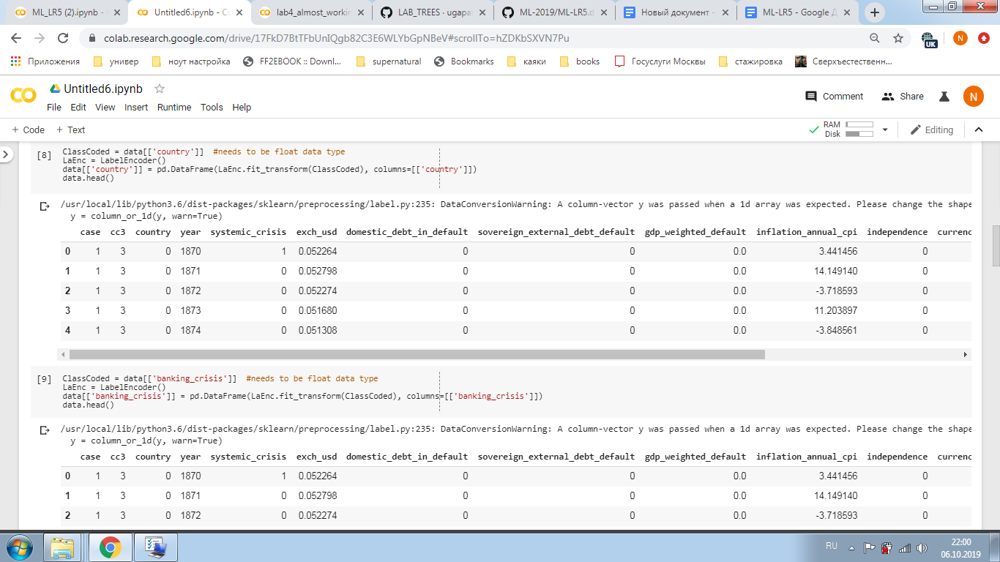 ML_LR5 (2).ipynb - 
Untitled6.ipynb - Co
lab4_almost_workin
LAB_TREES · ugapa
ML-2019/ML-LR5.d
Новый документ -
ML-LR5 - Google Д
colab.research.google.com/drive/17FkD7BtTFbUnIQgb82C3E6WLYbGpNBeV#scrollTo=hZDKbSXVN7Pu
UK
N
Приложения универ ноут настройка FF2EBOOK :: Downl... supernatural Bookmarks каяки books Госуслуги Москвы стажировка Сверхъестественн...
Untitled6.ipynb
Comment Share N
File Edit View Insert Runtime Tools Help
+ Code + Text
RAM
Disk
Editing
[8] ClassCoded = data[['country']]  #needs to be float data type
LaEnc = LabelEncoder()
data[['country']] = pd.DataFrame(LaEnc.fit_transform(ClassCoded), columns=[['country']])
data.head()
/usr/local/lib/python3.6/dist-packages/sklearn/preprocessing/label.py:235: DataConversionWarning: A column-vector y was passed when a 1d array was expected. Please change the shape
y = column_or_1d(y, warn=True)
case cc3 country year systemic_crisis exch_usd domestic_debt_in_default sovereign_external_debt_default gdp_weighted_default inflation_annual_cpi independence currenc
0 1 3 0 1870 1 0.052264 0 0 0.0 3.441456 0
1 1 3 0 1871 0 0.052798 0 0 0.0 14.149140 0
2 1 3 0 1872 0 0.052274 0 0 0.0 -3.718593 0
3 1 3 0 1873 0 0.051680 0 0 0.0 11.203897 0
4 1 3 0 1874 0 0.051308 0 0 0.0 -3.848561 0
[9] ClassCoded = data[['banking_crisis']]  #needs to be float data type
LaEnc = LabelEncoder()
data[['banking_crisis']] = pd.DataFrame(LaEnc.fit_transform(ClassCoded), columns=[['banking_crisis']])
data.head()
/usr/local/lib/python3.6/dist-packages/sklearn/preprocessing/label.py:235: DataConversionWarning: A column-vector y was passed when a 1d array was expected. Please change the shape
y = column_or_1d(y, warn=True)
case cc3 country year systemic_crisis exch_usd domestic_debt_in_default sovereign_external_debt_default gdp_weighted_default inflation_annual_cpi independence currenc
0 1 3 0 1870 1 0.052264 0 0 0.0 3.441456 0
1 1 3 0 1871 0 0.052798 0 0 0.0 14.149140 0
2 1 3 0 1872 0 0.052274 0 0 0.0 -3.718593 0
RU
22:00
06.10.2019